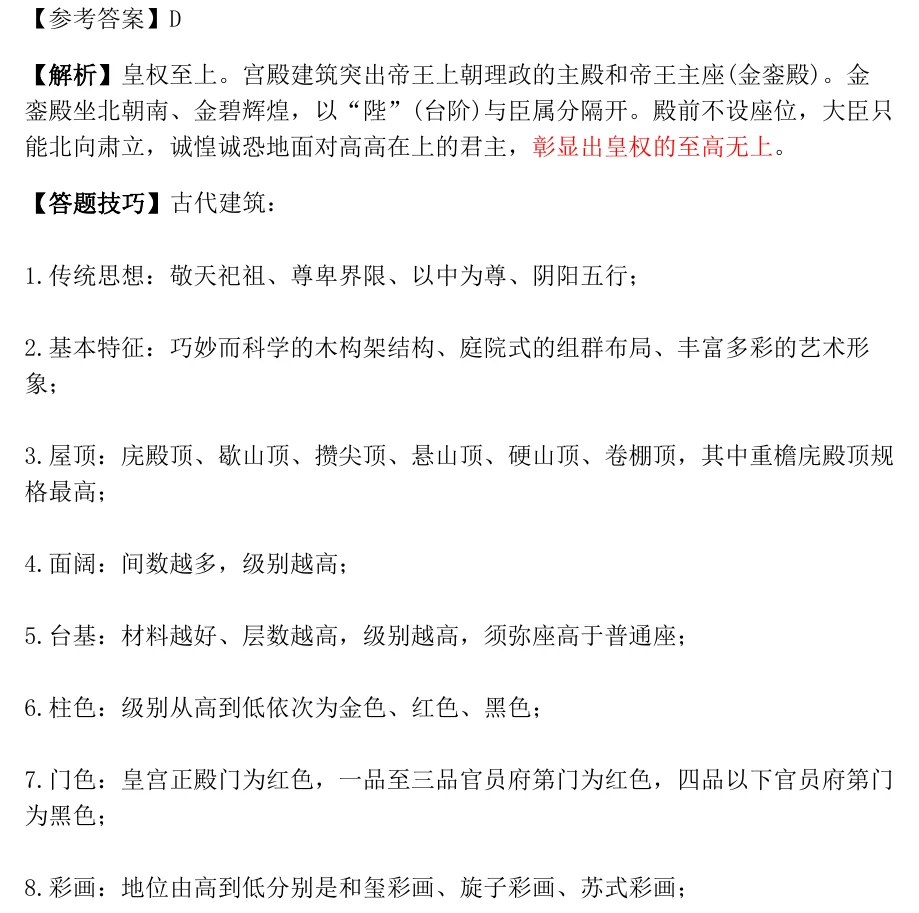 【参考答案】D
【解析】皇权至上。宫殿建筑突出帝王上朝理政的主殿和帝王主座(金銮殿)。金
銮殿坐北朝南、金碧辉煌，以“陛”(台阶)与臣属分隔开。殿前不设座位，大臣只
能北向肃立，诚惶诚恐地面对高高在上的君主，彰显出皇权的至高无上。
【答题技巧】古代建筑：
1.传统思想：敬天祀祖、尊卑界限、以中为尊、阴阳五行；
2.基本特征：巧妙而科学的木构架结构、庭院式的组群布局、丰富多彩的艺术形
象；
3.屋顶：庑殿顶、歇山顶、攒尖顶、悬山顶、硬山顶、卷棚顶，其中重檐庑殿顶规
格最高；
4.面阔：间数越多，级别越高；
5.台基：材料越好、层数越高，级别越高，须弥座高于普通座；
6.柱色：级别从高到低依次为金色、红色、黑色；
7.门色：皇宫正殿门为红色，一品至三品官员府第门为红色，四品以下官员府第门
为黑色；
8.彩画：地位由高到低分别是和玺彩画、旋子彩画、苏式彩画；